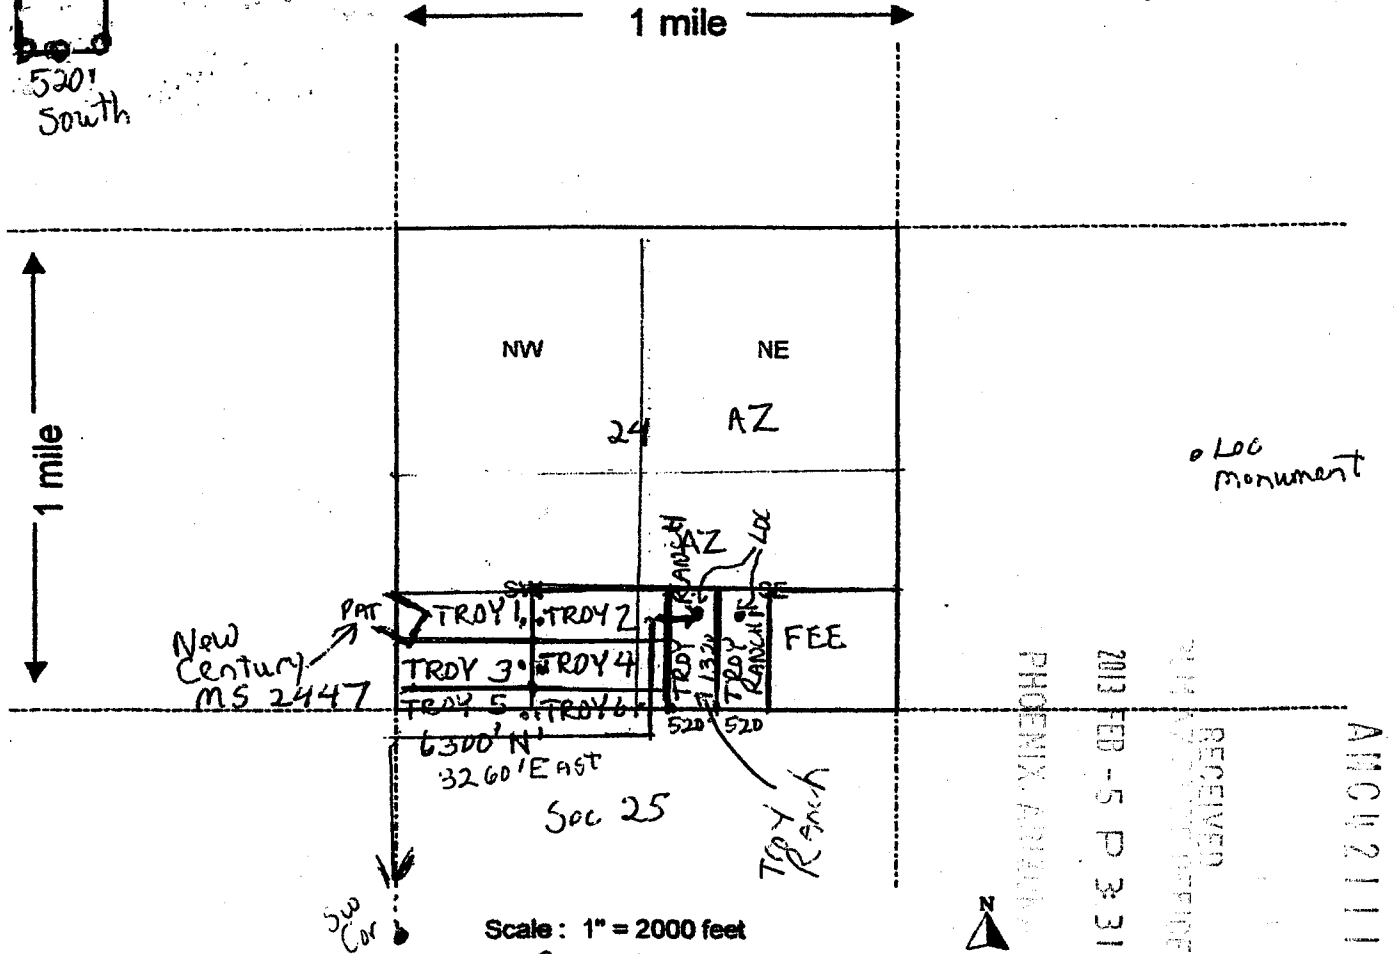 1 mile
520'
South
1 mile
NW
NE
AZ
24
Loc
monument
AZ
LOC
RANCH
TROY
1320
TROY
RANCH
PAT
TROY 1
TROY 2
FEE
New
Century
MS 2447
TROY 3
TROY 4
TROY 5
TROY 6
520
520
6300' N
3260' East
Sec 25
Troy
Ranch
SW
Cor
Scale : 1" = 2000 feet
N
RECEIVED
2013 FEB -5 P 3:31
PHOENIX, ARIZONA